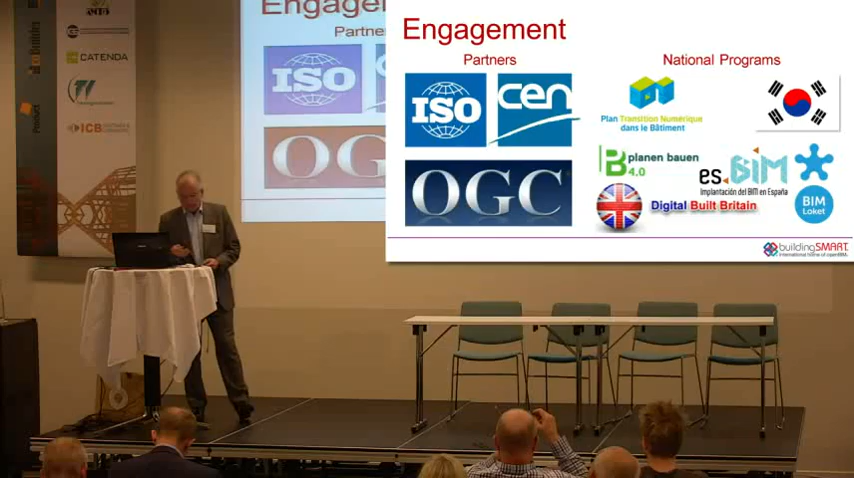 CATENDA
ICB
Engagem
Partne
ISO
OG
Engagement
Partners
National Programs
ISO
cen
OGC
Plan Transition Numérique
dans le Bâtiment
planen bauen
4.0
es.BIM
Implantación del BIM en España
Digital Built Britain
BIM
Loket
buildingSMART
International home of openBIM